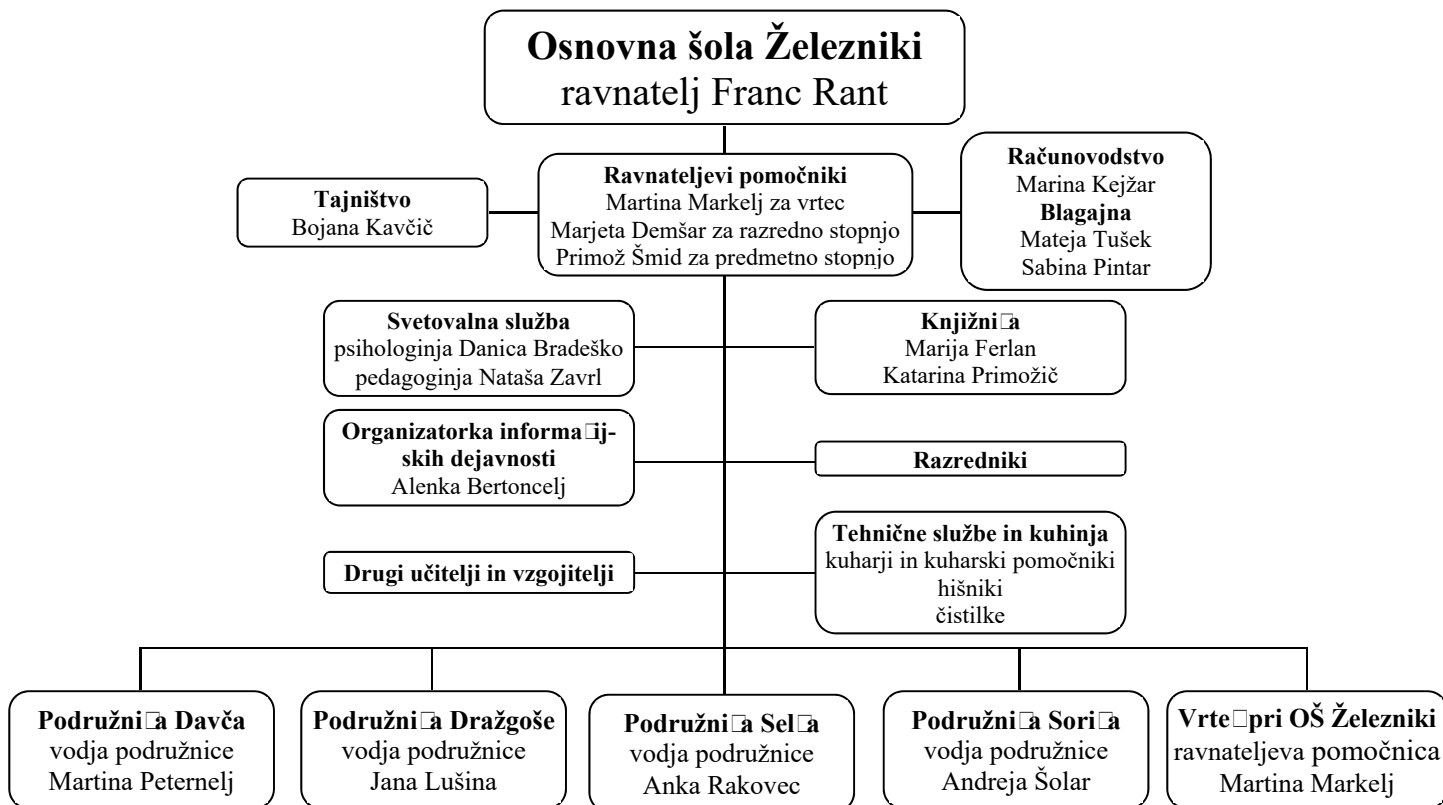 Osnovna šola Železniki
ravnatelj Franc Rant
Tajništvo
Bojana Kavčič
Ravnateljevi pomočniki
Martina Markelj za vrtec
Marjeta Demšar za razredno stopnjo
Primož Šmid za predmetno stopnjo
Računovodstvo
Marina Kejžar
Blagajna
Mateja Tušek
Sabina Pintar
Svetovalna služba
psihologinja Danica Bradeško
pedagoginja Nataša Zavrl
Knjižni□a
Marija Ferlan
Katarina Primožič
Organizatorka informa□ij-
skih dejavnosti
Alenka Bertoncelj
Razredniki
Drugi učitelji in vzgojitelji
Tehnične službe in kuhinja
kuharji in kuharski pomočniki
hišniki
čistilke
Podružni□a Davča
vodja podružnice
Martina Peternelj
Podružni□a Dražgoše
vodja podružnice
Jana Lušina
Podružni□a Sel□a
vodja podružnice
Anka Rakovec
Podružni□a Sori□a
vodja podružnice
Andreja Šolar
Vrte□ pri OŠ Železniki
ravnateljeva pomočnica
Martina Markelj